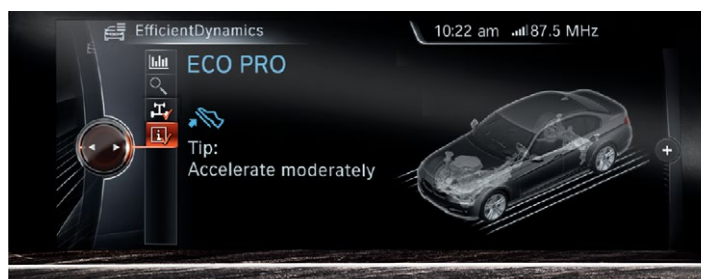 EfficientDynamics
10:22 am 87.5 MHz
ECO PRO
Tip:
Accelerate moderately